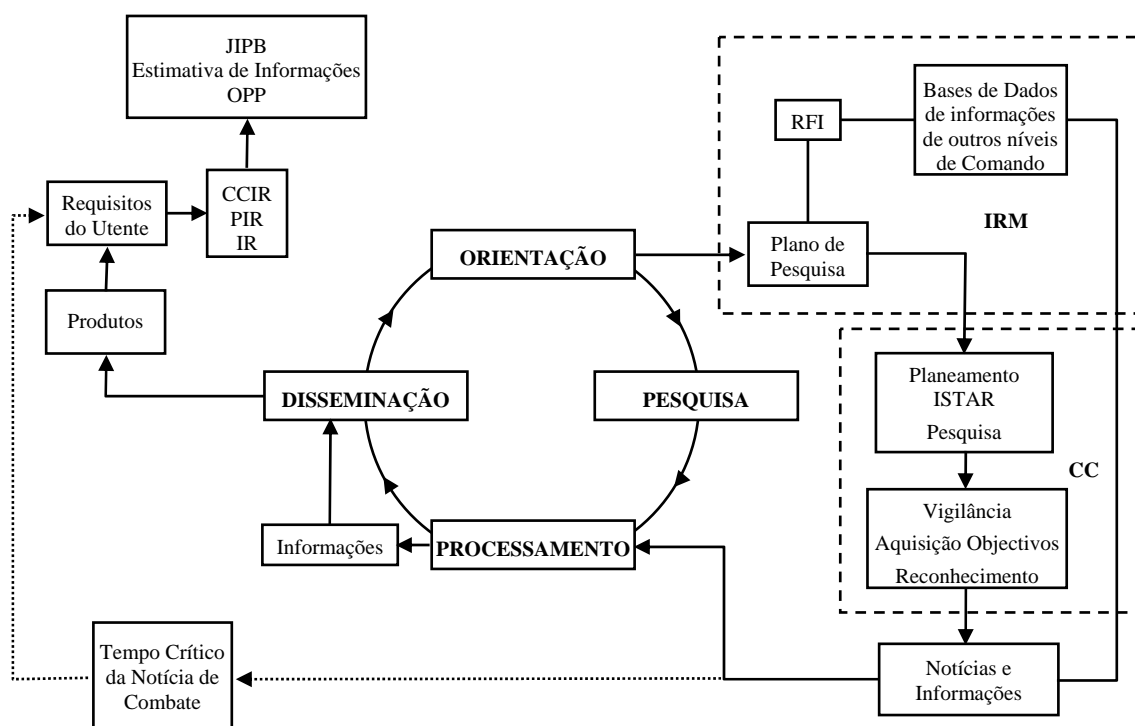 JIPB
Estimativa de Informações
OPP
Bases de Dados
de informações
de outros níveis
de Comando
RFI
CCIR
PIR
IR
Requisitos
do Utente
IRM
Plano de
Pesquisa
ORIENTAÇÃO
Produtos
Planeamento
ISTAR
Pesquisa
DISSEMINAÇÃO
PESQUISA
CC
Vigilância
Aquisição Objectivos
Reconhecimento
Informações
PROCESSAMENTO
Tempo Crítico
da Notícia de
Combate
Notícias e
Informações